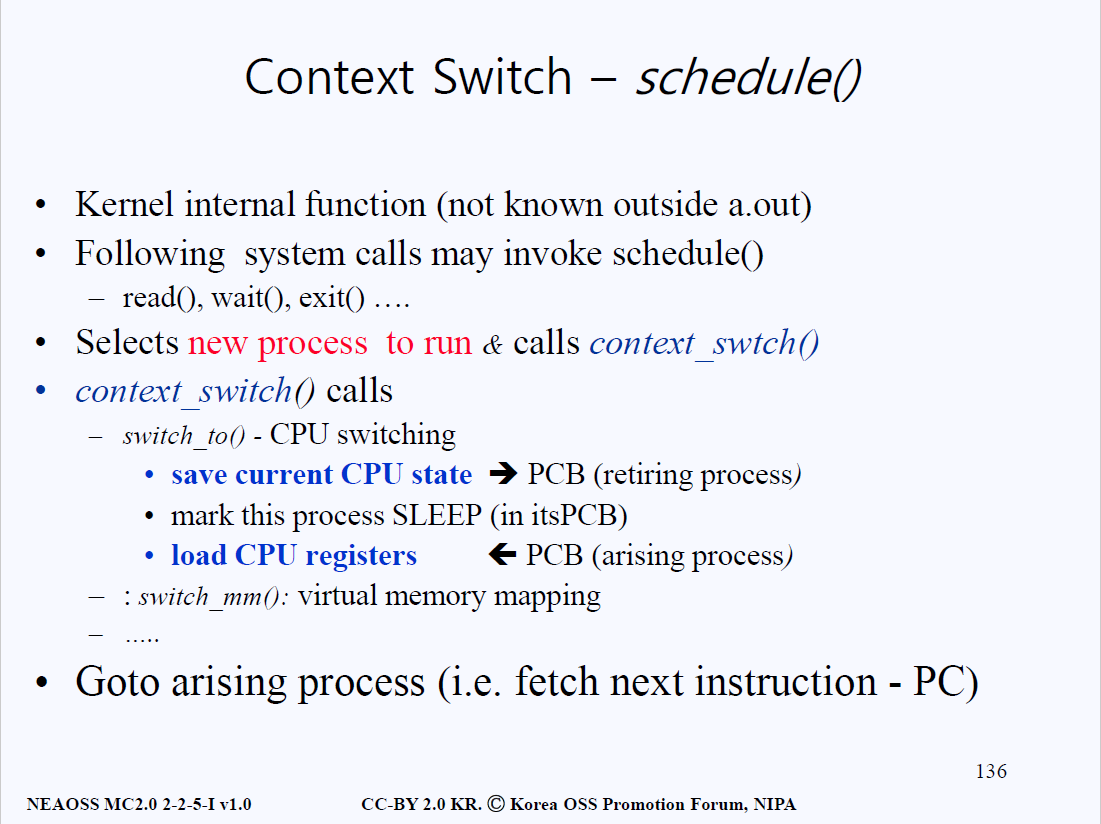 Context Switch – schedule()
• Kernel internal function (not known outside a.out)
• Following system calls may invoke schedule()
– read(), wait(), exit() ….
• Selects new process to run & calls context_swtch()
• context_switch() calls
– switch_to() - CPU switching
• save current CPU state ➔ PCB (retiring process)
• mark this process SLEEP (in itsPCB)
• load CPU registers 🡸 PCB (arising process)
– : switch_mm(): virtual memory mapping
– …..
• Goto arising process (i.e. fetch next instruction - PC)
136
NEAOSS MC2.0 2-2-5-I v1.0 CC-BY 2.0 KR. Ⓒ Korea OSS Promotion Forum, NIPA